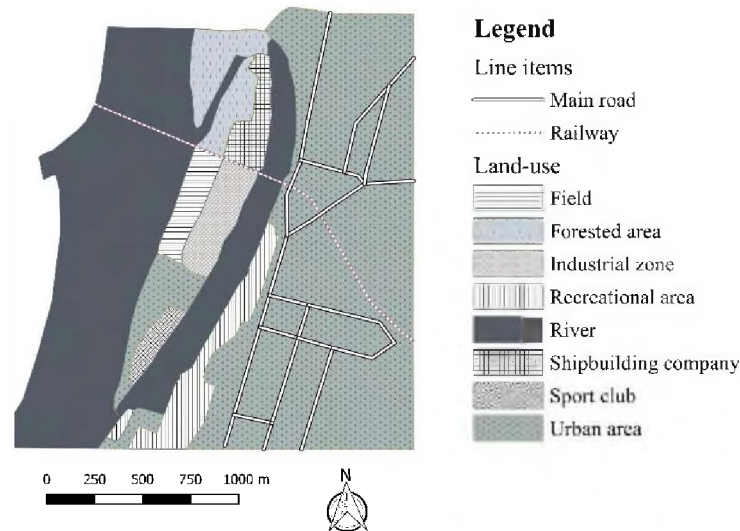 Legend
Line items
Main road
Railway
Land-use
Field
Forested area
Industrial zone
Recreational area
River
Shipbuilding company
Sport club
Urban area
0 250 500 750 1000 m
N